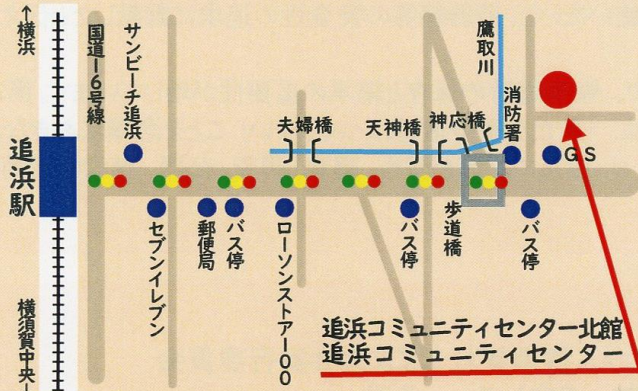 ↑横浜
追浜駅
横須賀中央↓
国道16号線
サンビーチ追浜
セブンイレブン
郵便局
バス停
夫婦橋
ローソンストアー100
天神橋
神応橋
バス停
歩道橋
鷹取川
消防署
GS
バス停
追浜コミュニティセンター北館
追浜コミュニティセンター